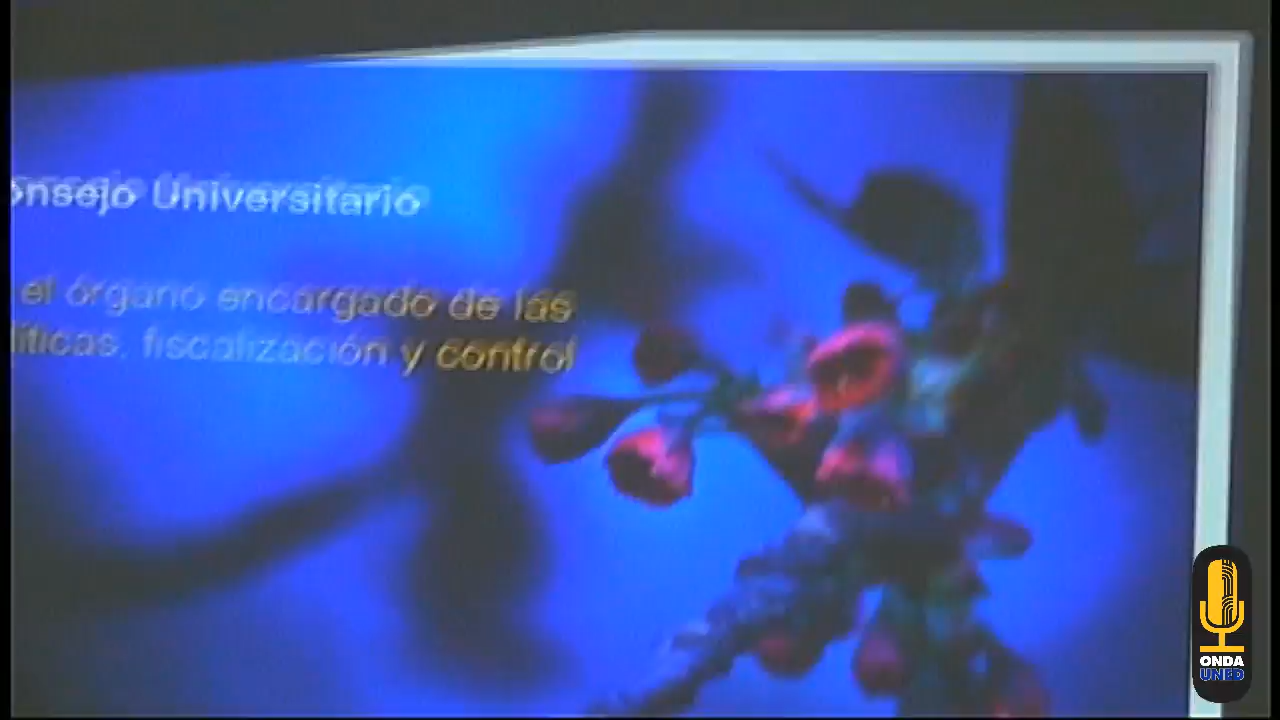 onsejo Universitario
el órgano encargado de las
líticas, fiscalización y control
ONDA
UNED